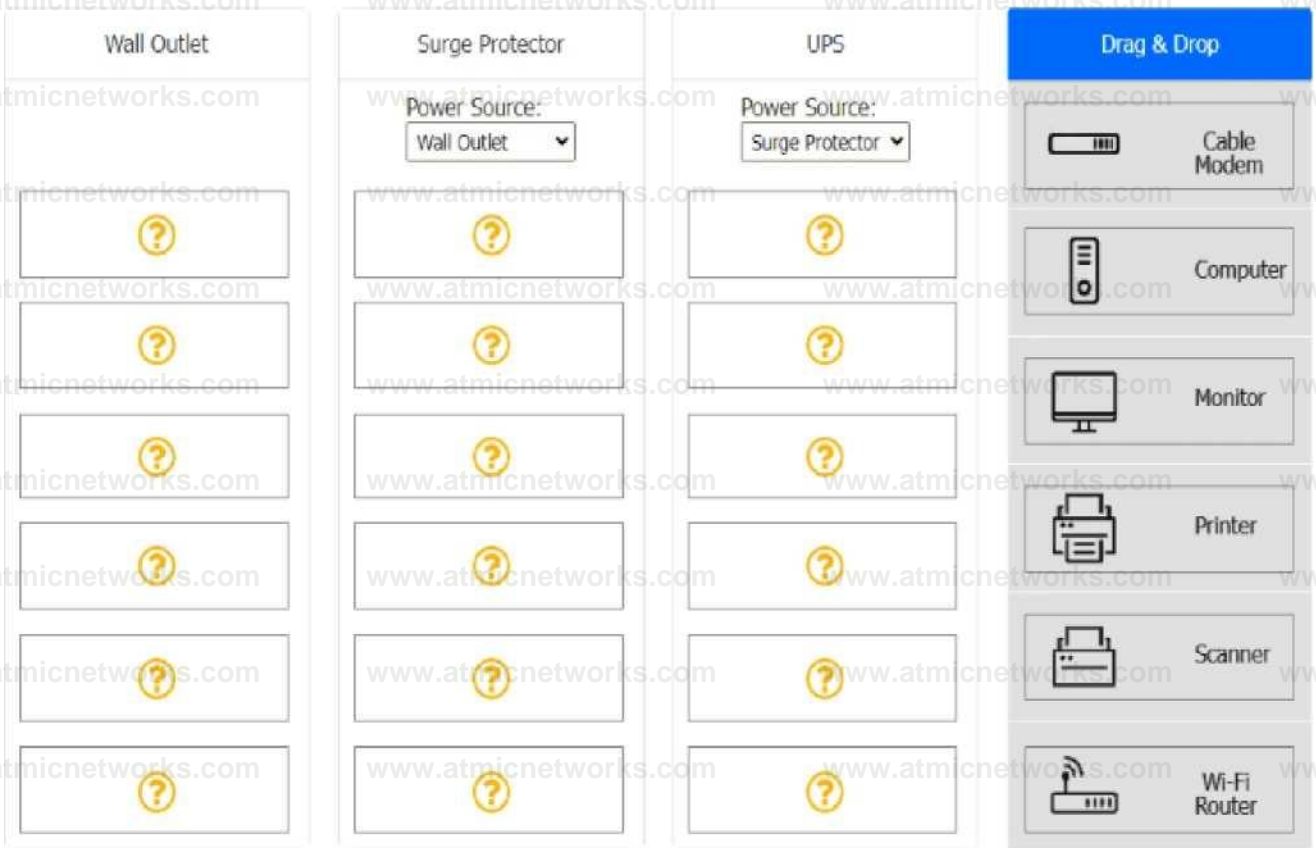 Wall Outlet
Surge Protector
UPS
Drag & Drop
Power Source:
Wall Outlet
Power Source:
Surge Protector
Cable
Modem
Computer
Monitor
Printer
Scanner
Wi-Fi
Router
www.atmicnetworks.com